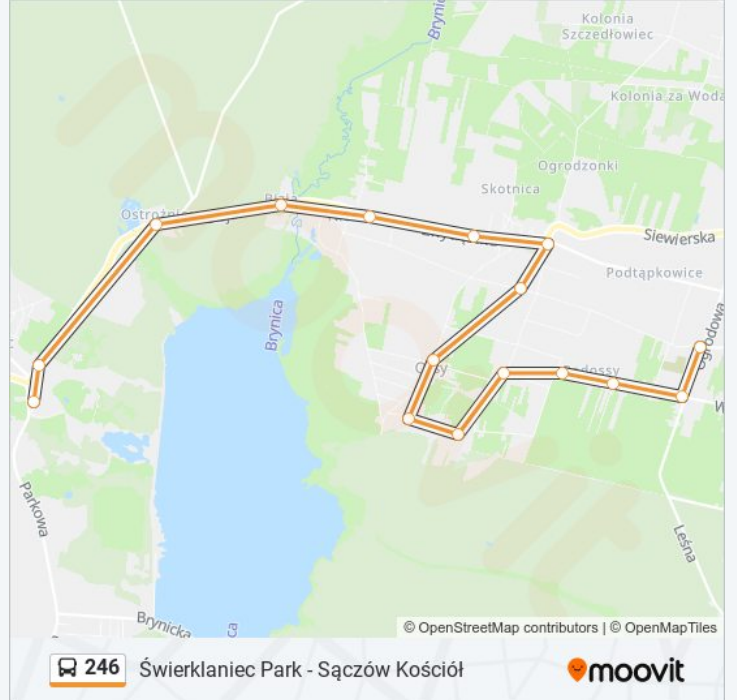 Brynica
Kolonia
Szczedłowiec
Kolonia za Woda
Ogrodzonki
Skotnica
Siewierska
Podtąpkowice
Brynica
Ogrodowa
Parkowa
Leśna
Brynicka
© OpenStreetMap contributors | © OpenMapTiles
246 Świerklaniec Park - Sączów Kościół moovit